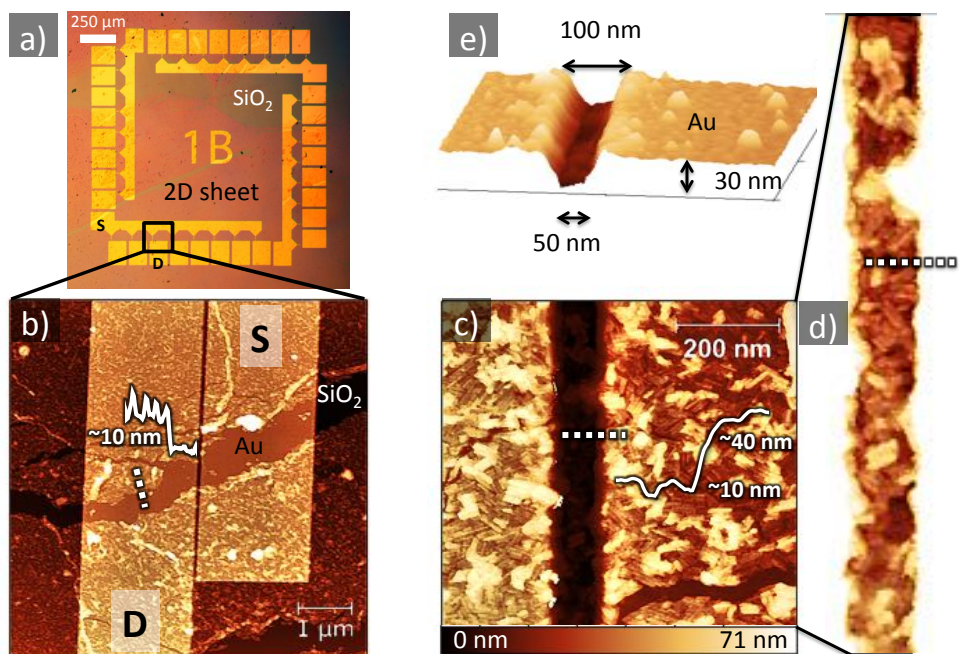 a)
250 µm
SiO2
1B
2D sheet
S
D
e)
100 nm
Au
30 nm
50 nm
b)
S
SiO2
~10 nm
Au
D
1 µm
c)
200 nm
~40 nm
~10 nm
0 nm
71 nm
d)